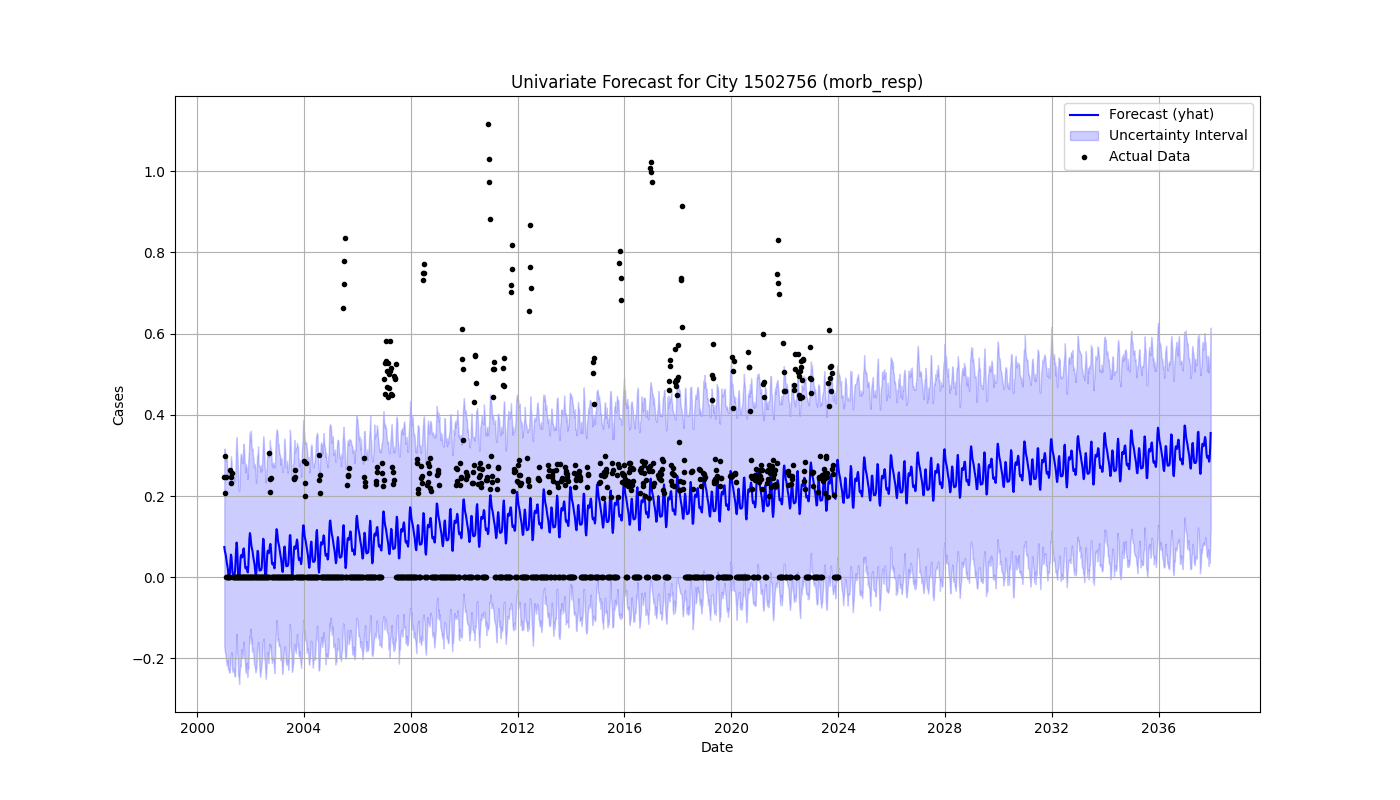 Univariate Forecast for City 1502756 (morb_resp)
Forecast (yhat)
Uncertainty Interval
Actual Data
Cases
1.0
0.8
0.6
0.4
0.2
0.0
−0.2
2000 2004 2008 2012 2016 2020 2024 2028 2032 2036
Date